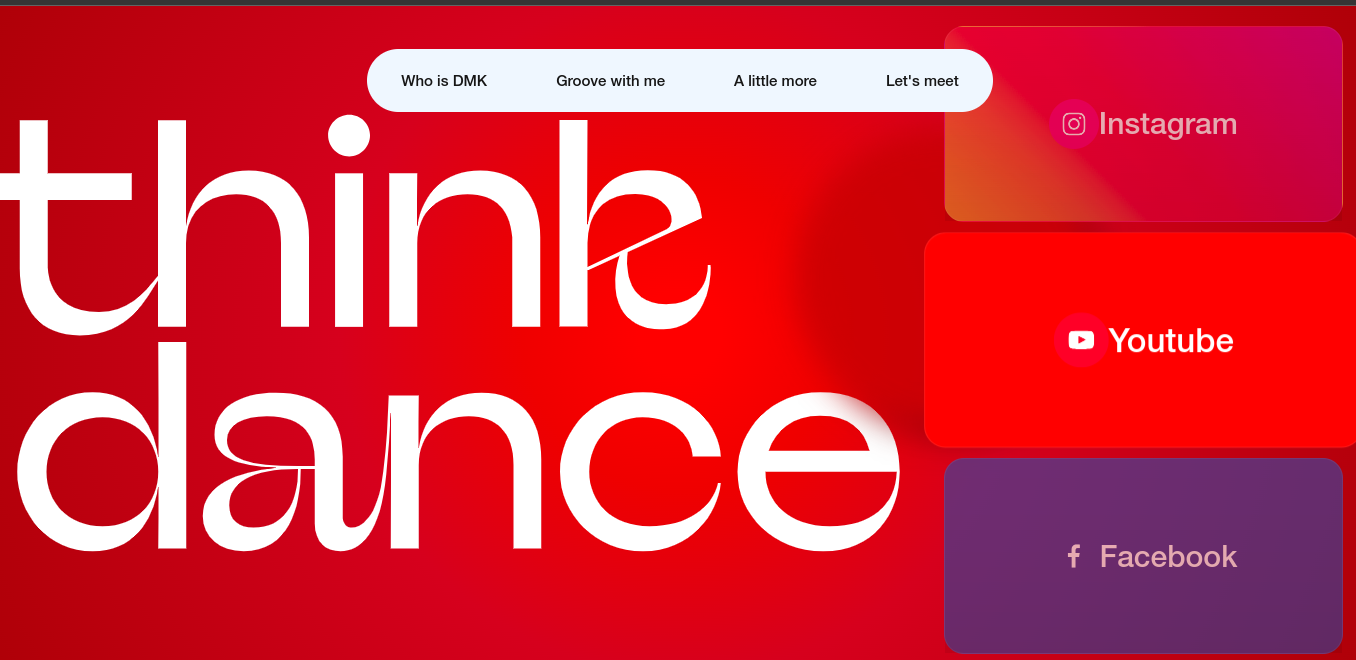 Who is DMK
Groove with me
A little more
Let's meet
think
dance
Instagram
Youtube
Facebook